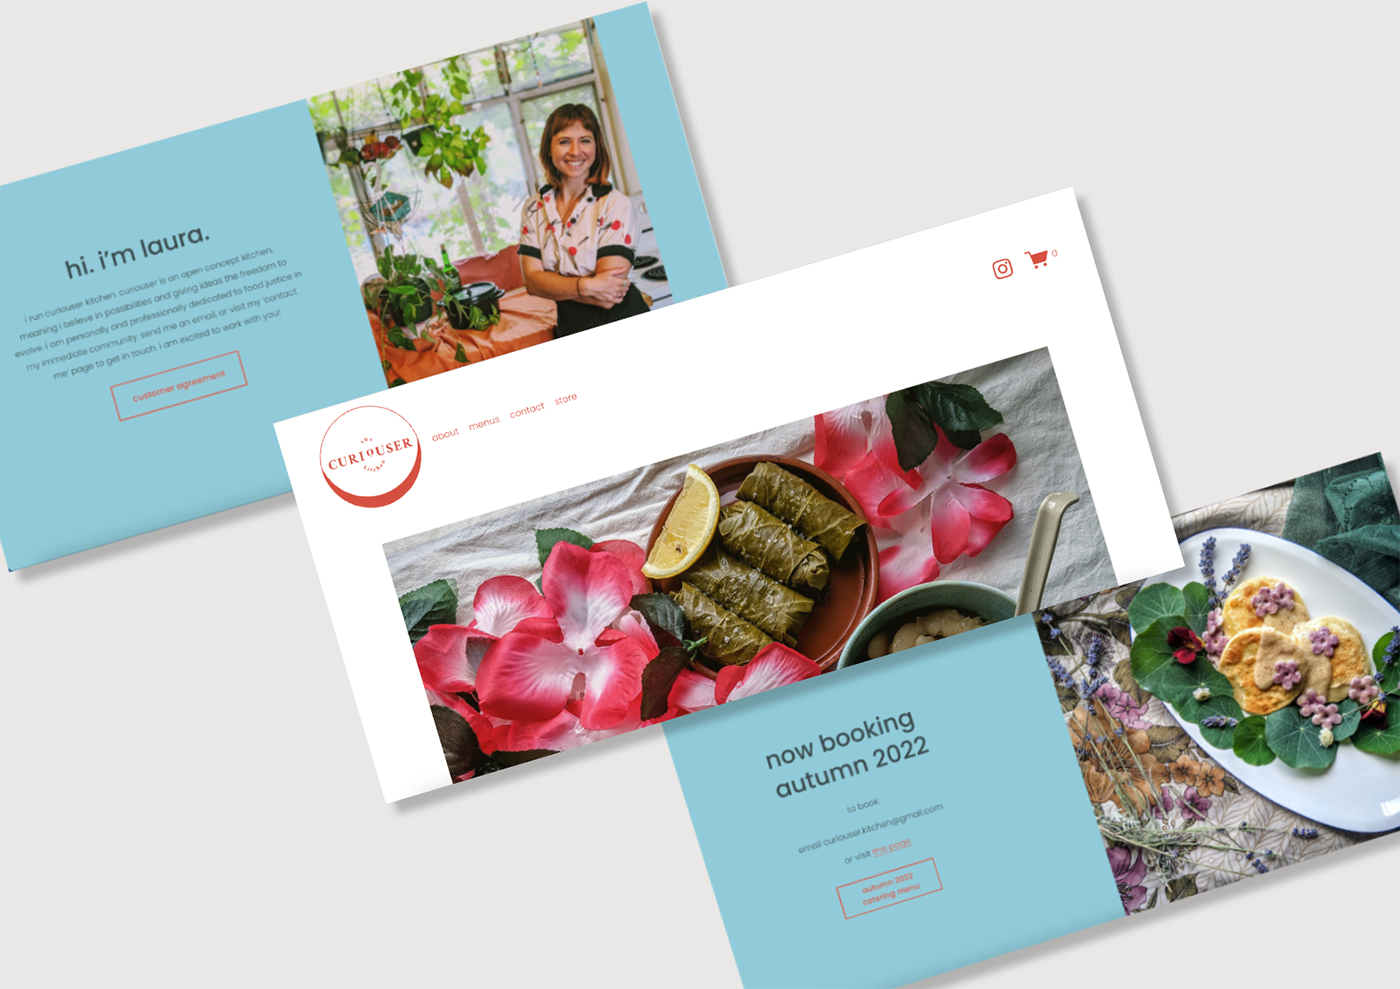 hi. i'm laura.
i run curiouser kitchen. curiouser is an open concept kitchen,
meaning i believe in possibilities and giving ideas the freedom to
evolve. i am personally and professionally dedicated to food justice in
my immediate community. send me an email, or visit my 'contact
me' page to get in touch. i am excited to work with you!
customer agreement
the
CURIOUSER
kitchen
about menus contact store
0
now booking
autumn 2022
to book:
email curiouser.kitchen@gmail.com
or visit this page
autumn 2022
catering menu